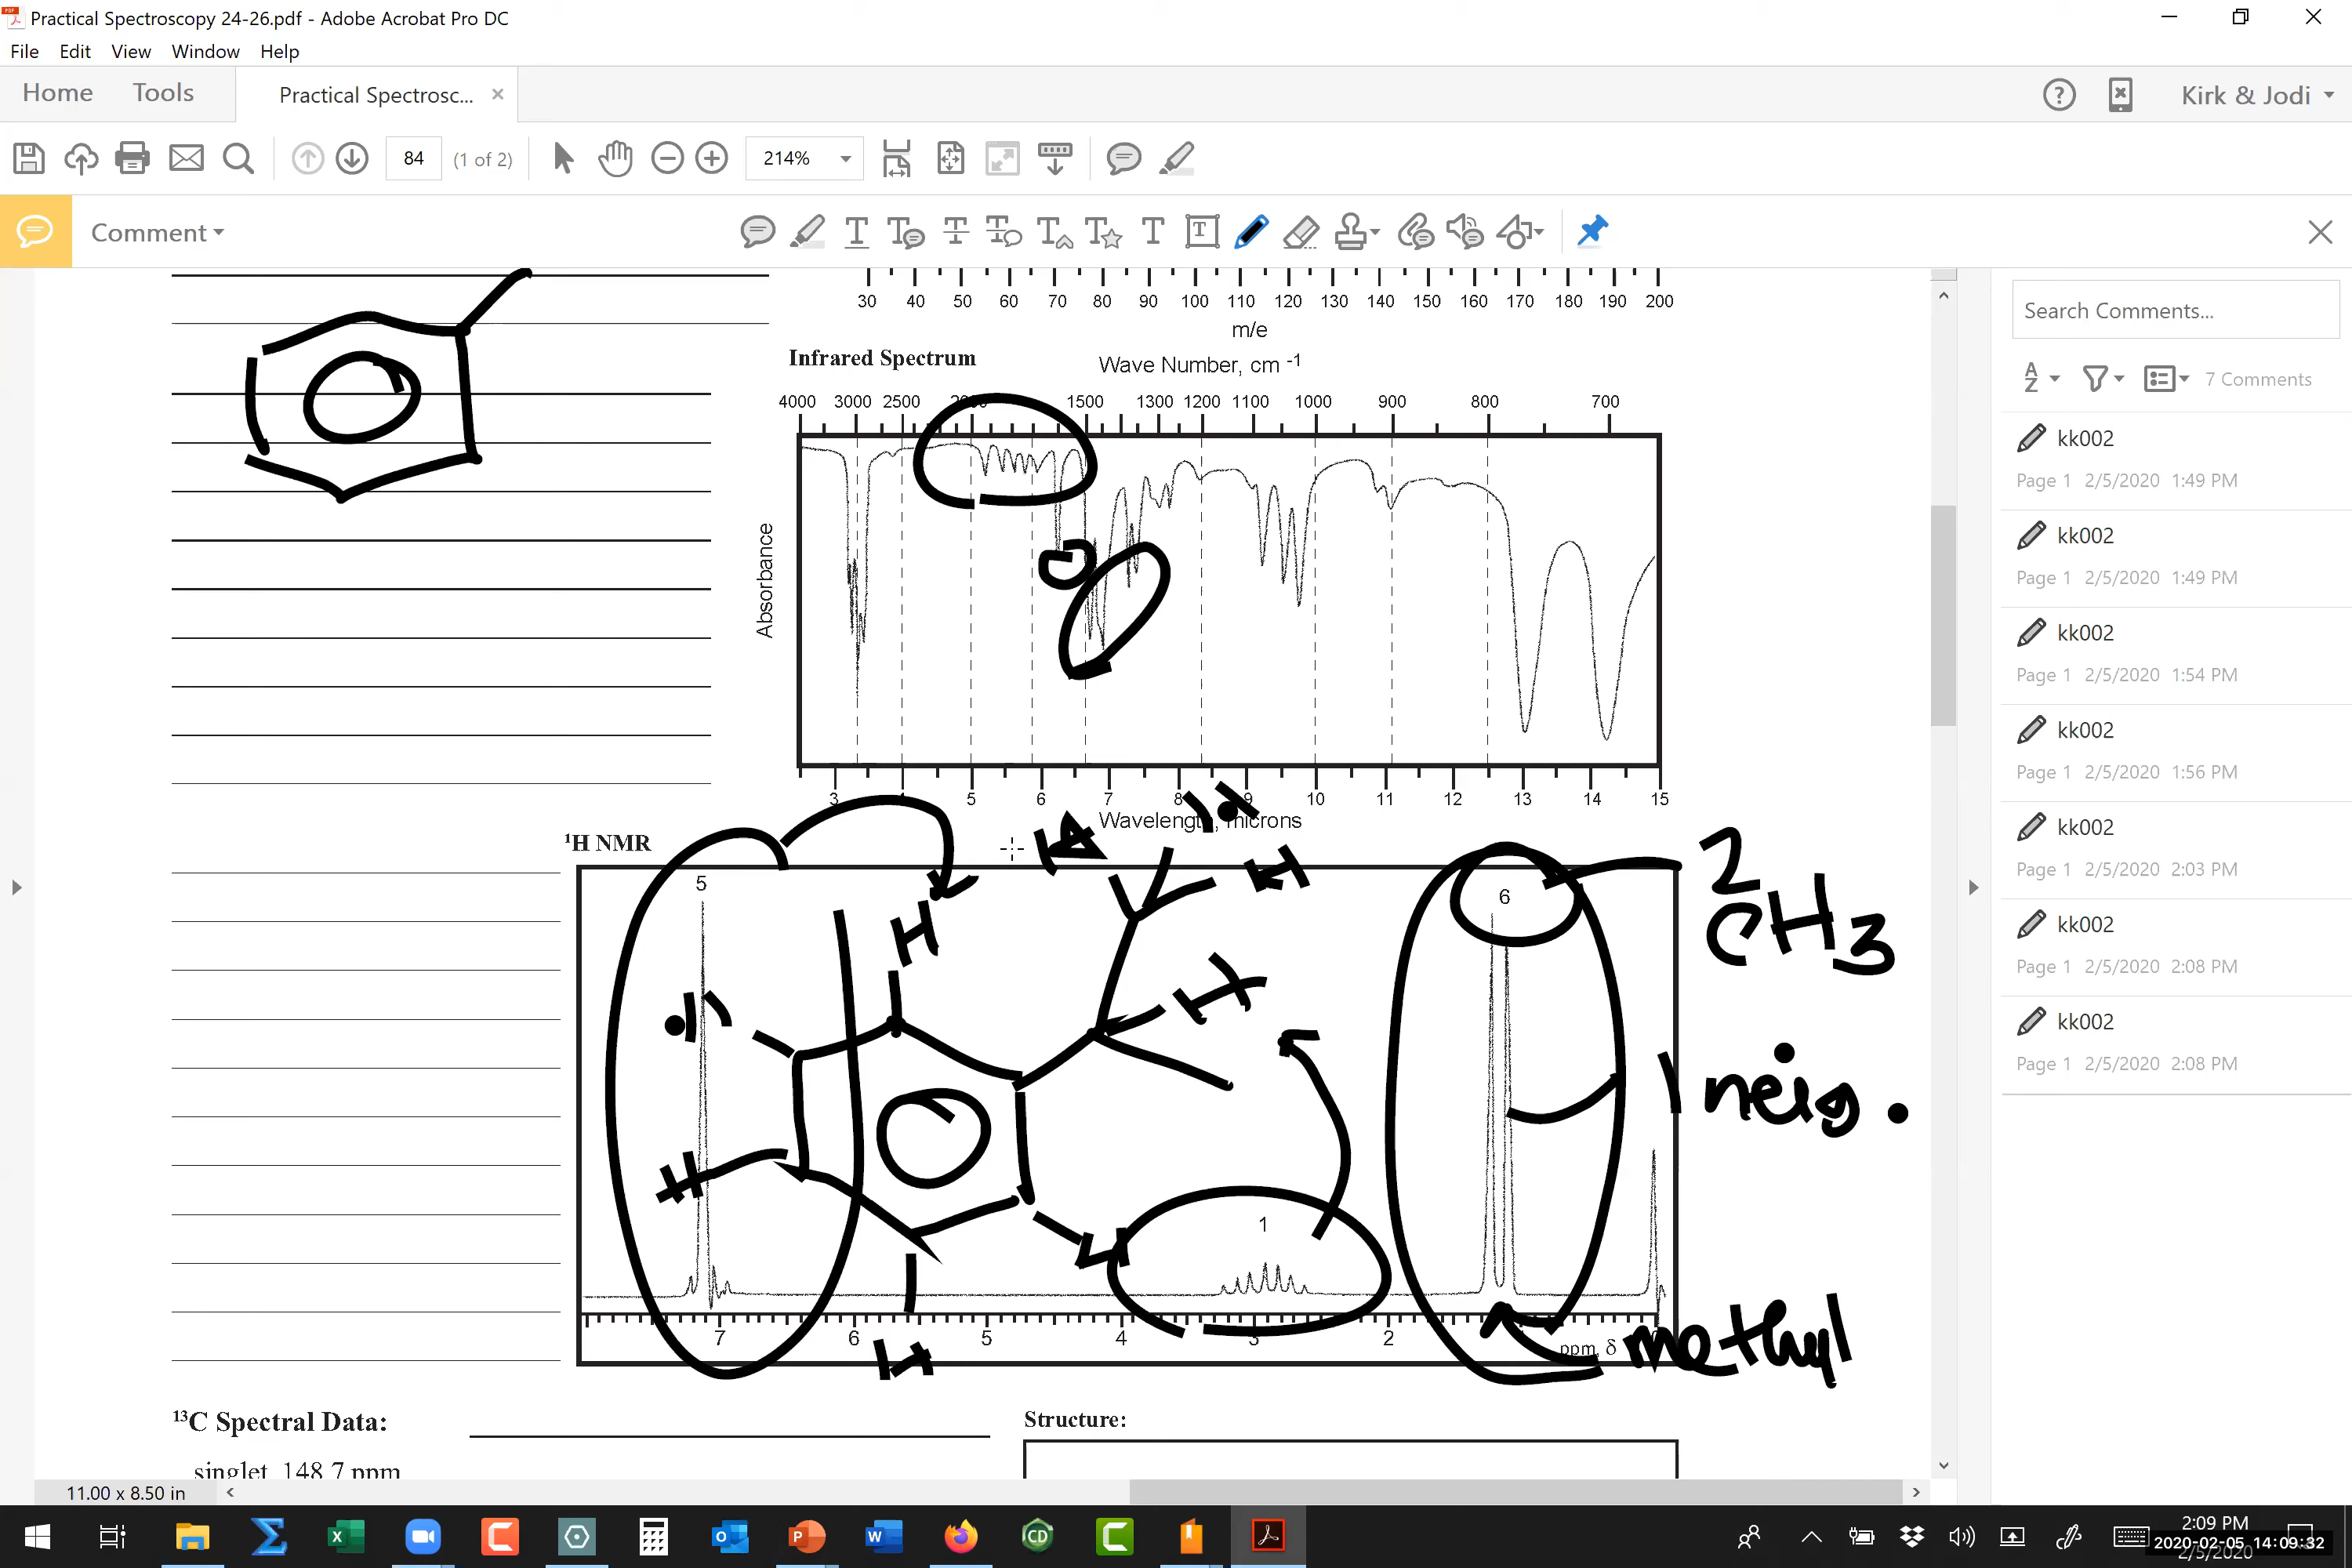 Practical Spectroscopy 24-26.pdf - Adobe Acrobat Pro DC
File Edit View Window Help
Home Tools Practical Spectrosc... Kirk & Jodi
84 (1 of 2) 214%
Comment
30 40 50 60 70 80 90 100 110 120 130 140 150 160 170 180 190 200
m/e
Infrared Spectrum Wave Number, cm -1
4000 3000 2500 1500 1300 1200 1100 1000 900 800 700
Absorbance
3 5 6 7 8 9 10 11 12 13 14 15
Wavelength, microns
1H NMR
5 6 1
H H H H H
2 CH3
1 neig.
methyl
7 6 5 4 3 2 ppm, δ
13C Spectral Data:
singlet 148.7 ppm
Structure:
11.00 x 8.50 in
Search Comments...
A Z 7 Comments
kk002
Page 1 2/5/2020 1:49 PM
kk002
Page 1 2/5/2020 1:49 PM
kk002
Page 1 2/5/2020 1:54 PM
kk002
Page 1 2/5/2020 1:56 PM
kk002
Page 1 2/5/2020 2:03 PM
kk002
Page 1 2/5/2020 2:08 PM
kk002
Page 1 2/5/2020 2:08 PM
2:09 PM
2020-02-05 14:09:32